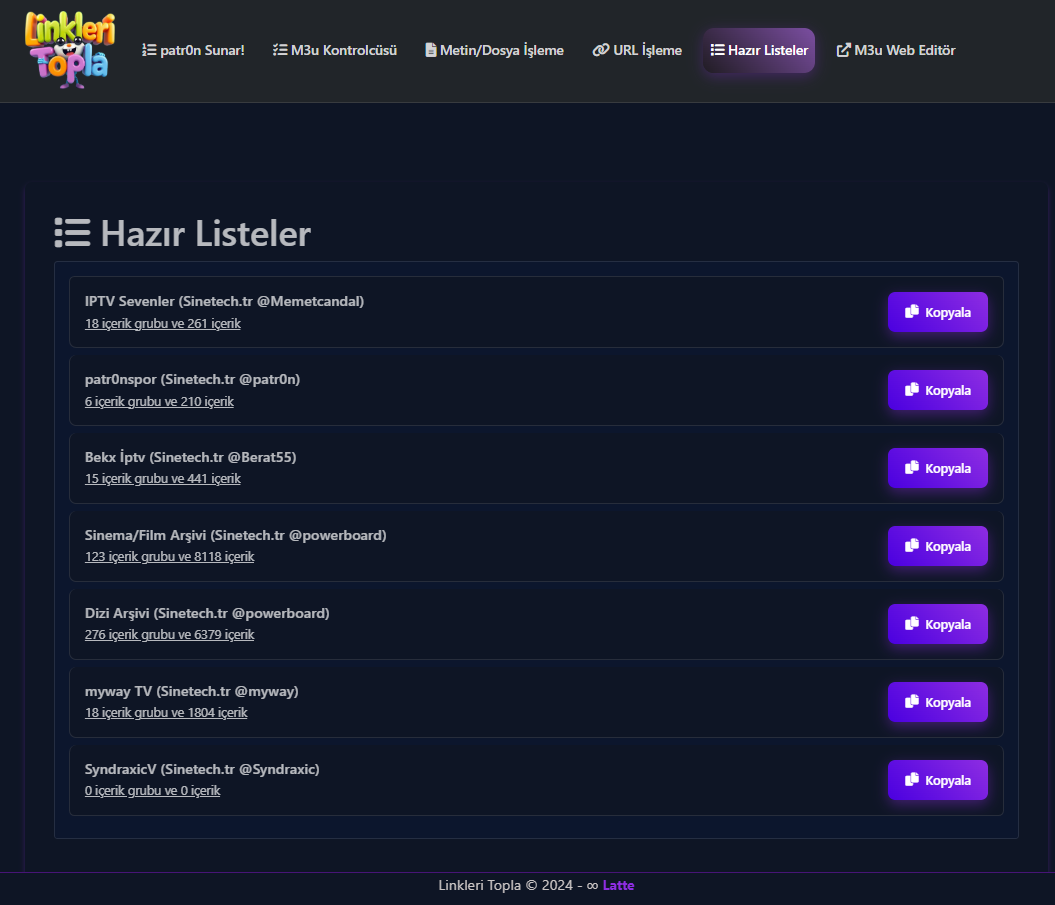 Linkleri
Topla
patr0n Sunar!
M3u Kontrolcüsü
Metin/Dosya İşleme
URL İşleme
Hazır Listeler
M3u Web Editör
Hazır Listeler
IPTV Sevenler (Sinetech.tr @Memetcandal)
18 içerik grubu ve 261 içerik
Kopyala
patr0nspor (Sinetech.tr @patr0n)
6 içerik grubu ve 210 içerik
Kopyala
Bekx İptv (Sinetech.tr @Berat55)
15 içerik grubu ve 441 içerik
Kopyala
Sinema/Film Arşivi (Sinetech.tr @powerboard)
123 içerik grubu ve 8118 içerik
Kopyala
Dizi Arşivi (Sinetech.tr @powerboard)
276 içerik grubu ve 6379 içerik
Kopyala
myway TV (Sinetech.tr @myway)
18 içerik grubu ve 1804 içerik
Kopyala
SyndraxicV (Sinetech.tr @Syndraxic)
0 içerik grubu ve 0 içerik
Kopyala
Linkleri Topla © 2024 - ∞ Latte